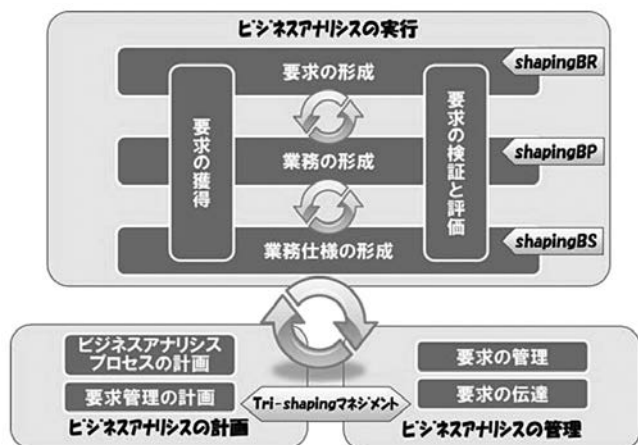 ビジネスアナリシスの実行
要求の形成
shapingBR
要求の獲得
要求の検証と評価
業務の形成
shapingBP
業務仕様の形成
shapingBS
ビジネスアナリシス
プロセスの計画
要求管理の計画
ビジネスアナリシスの計画
Tri-shapingマネジメント
要求の管理
要求の伝達
ビジネスアナリシスの管理